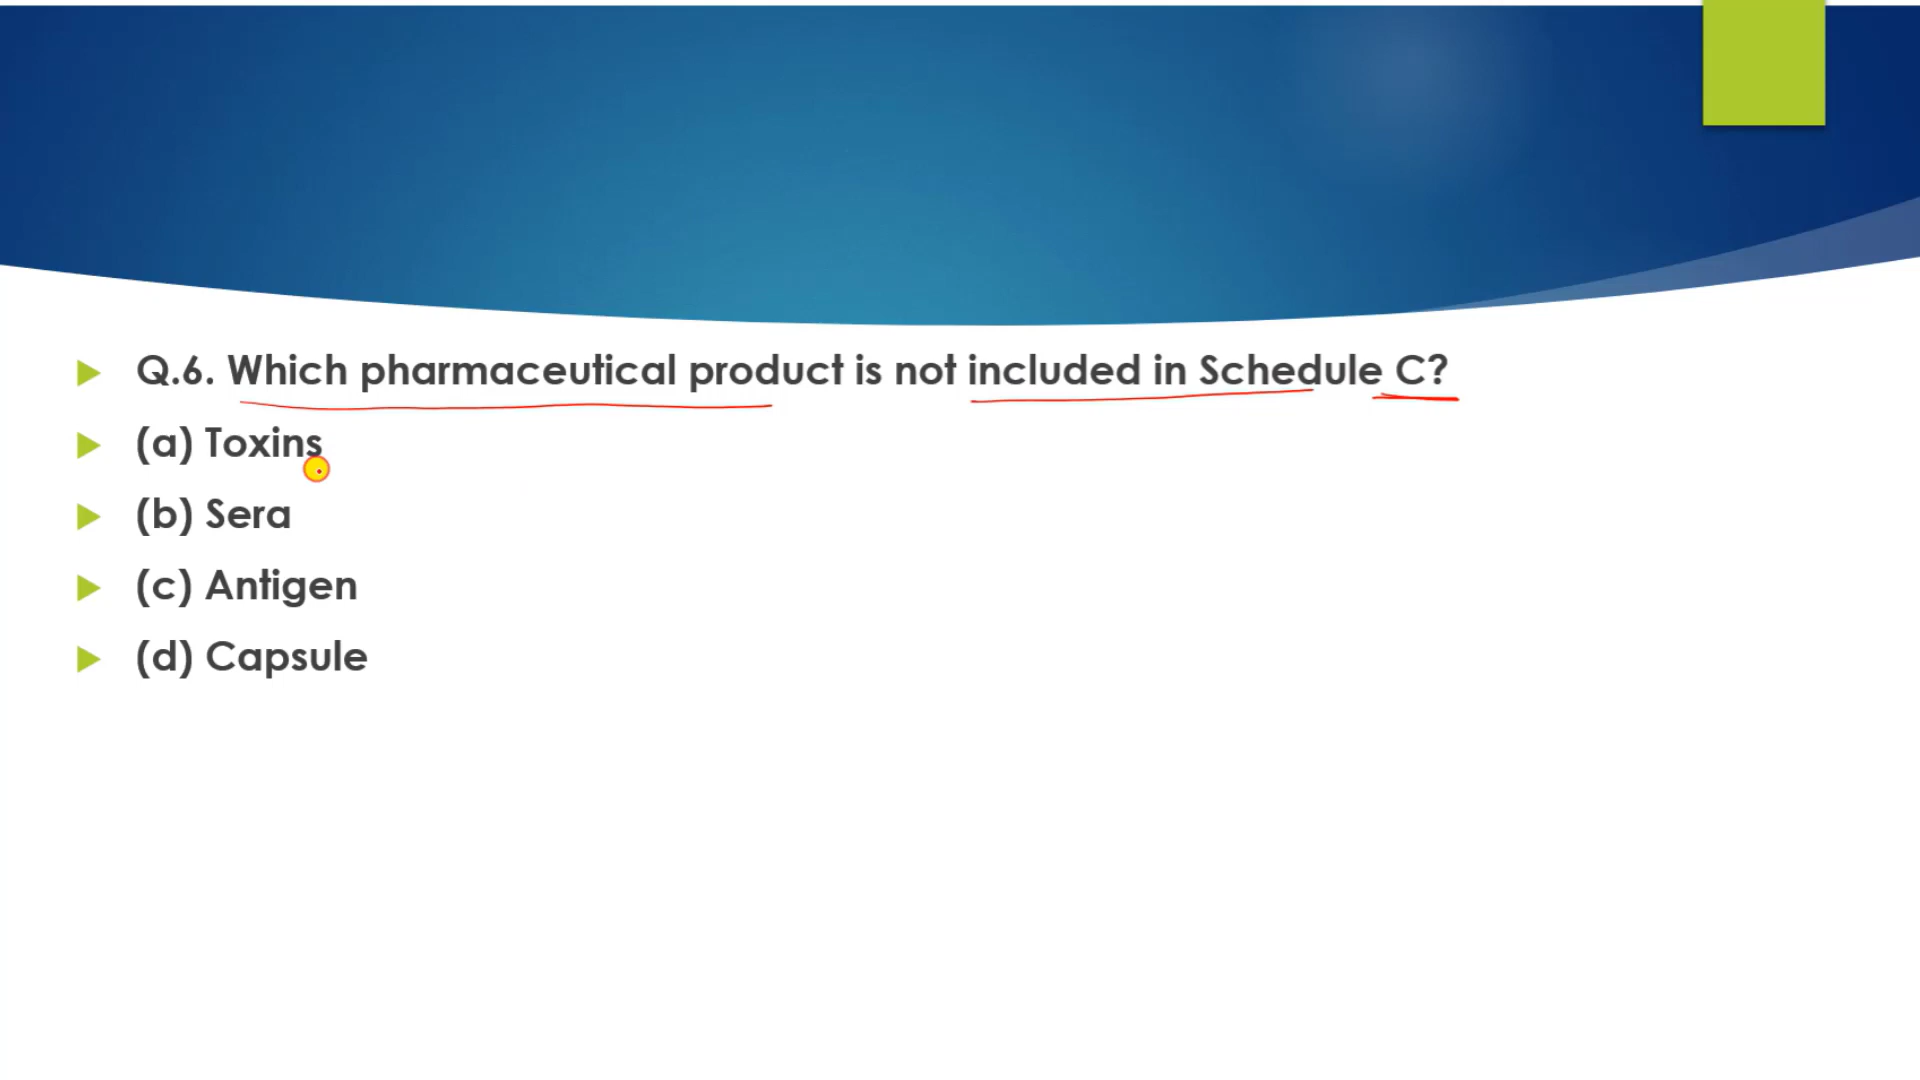 Q.6. Which pharmaceutical product is not included in Schedule C?
(a) Toxins
(b) Sera
(c) Antigen
(d) Capsule